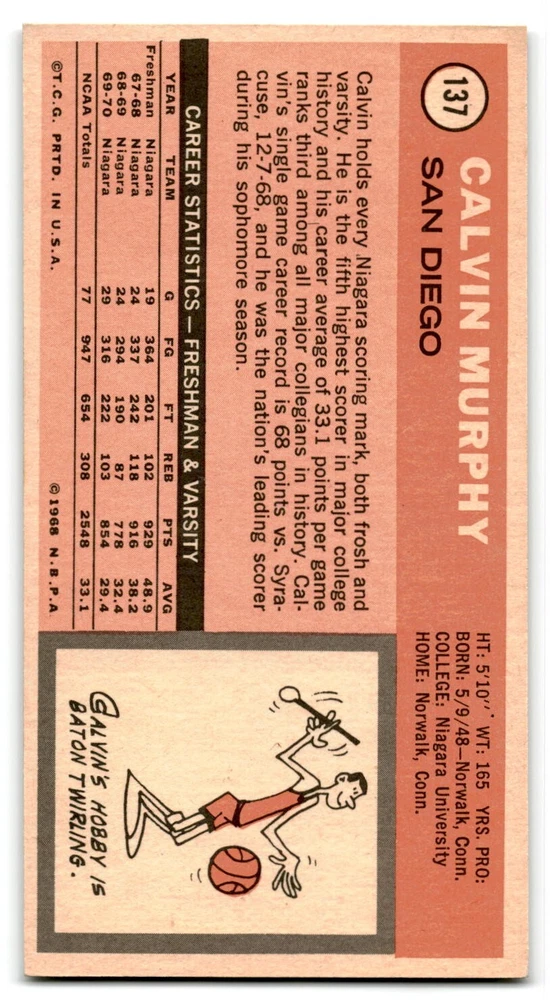 137
CALVIN MURPHY
SAN DIEGO
HT: 5'10" WT: 165 YRS. PRO:
BORN: 5/9/48—Norwalk, Conn.
COLLEGE: Niagara University
HOME: Norwalk, Conn.
Calvin holds every Niagara scoring mark, both frosh and
varsity. He is the fifth highest scorer in major college
history and his career average of 33.1 points per game
ranks third among all major collegians in history. Cal-
vin's single game career record is 68 points vs. Syra-
cuse, 12-7-68, and he was the nation's leading scorer
during his sophomore season.
CAREER STATISTICS—FRESHMAN & VARSITY
YEAR TEAM G FG FT REB PTS AVG
Freshman Niagara 19 364 201 102 929 48.9
67-68 Niagara 24 337 242 118 916 38.2
68-69 Niagara 24 294 190 87 778 32.4
69-70 Niagara 29 316 222 103 854 29.4
NCAA Totals 77 947 654 308 2548 33.1
©T.C.G. PRTD. IN U.S.A. ©1968 N.B.P.A
CALVIN'S HOBBY IS
BATON TWIRLING.